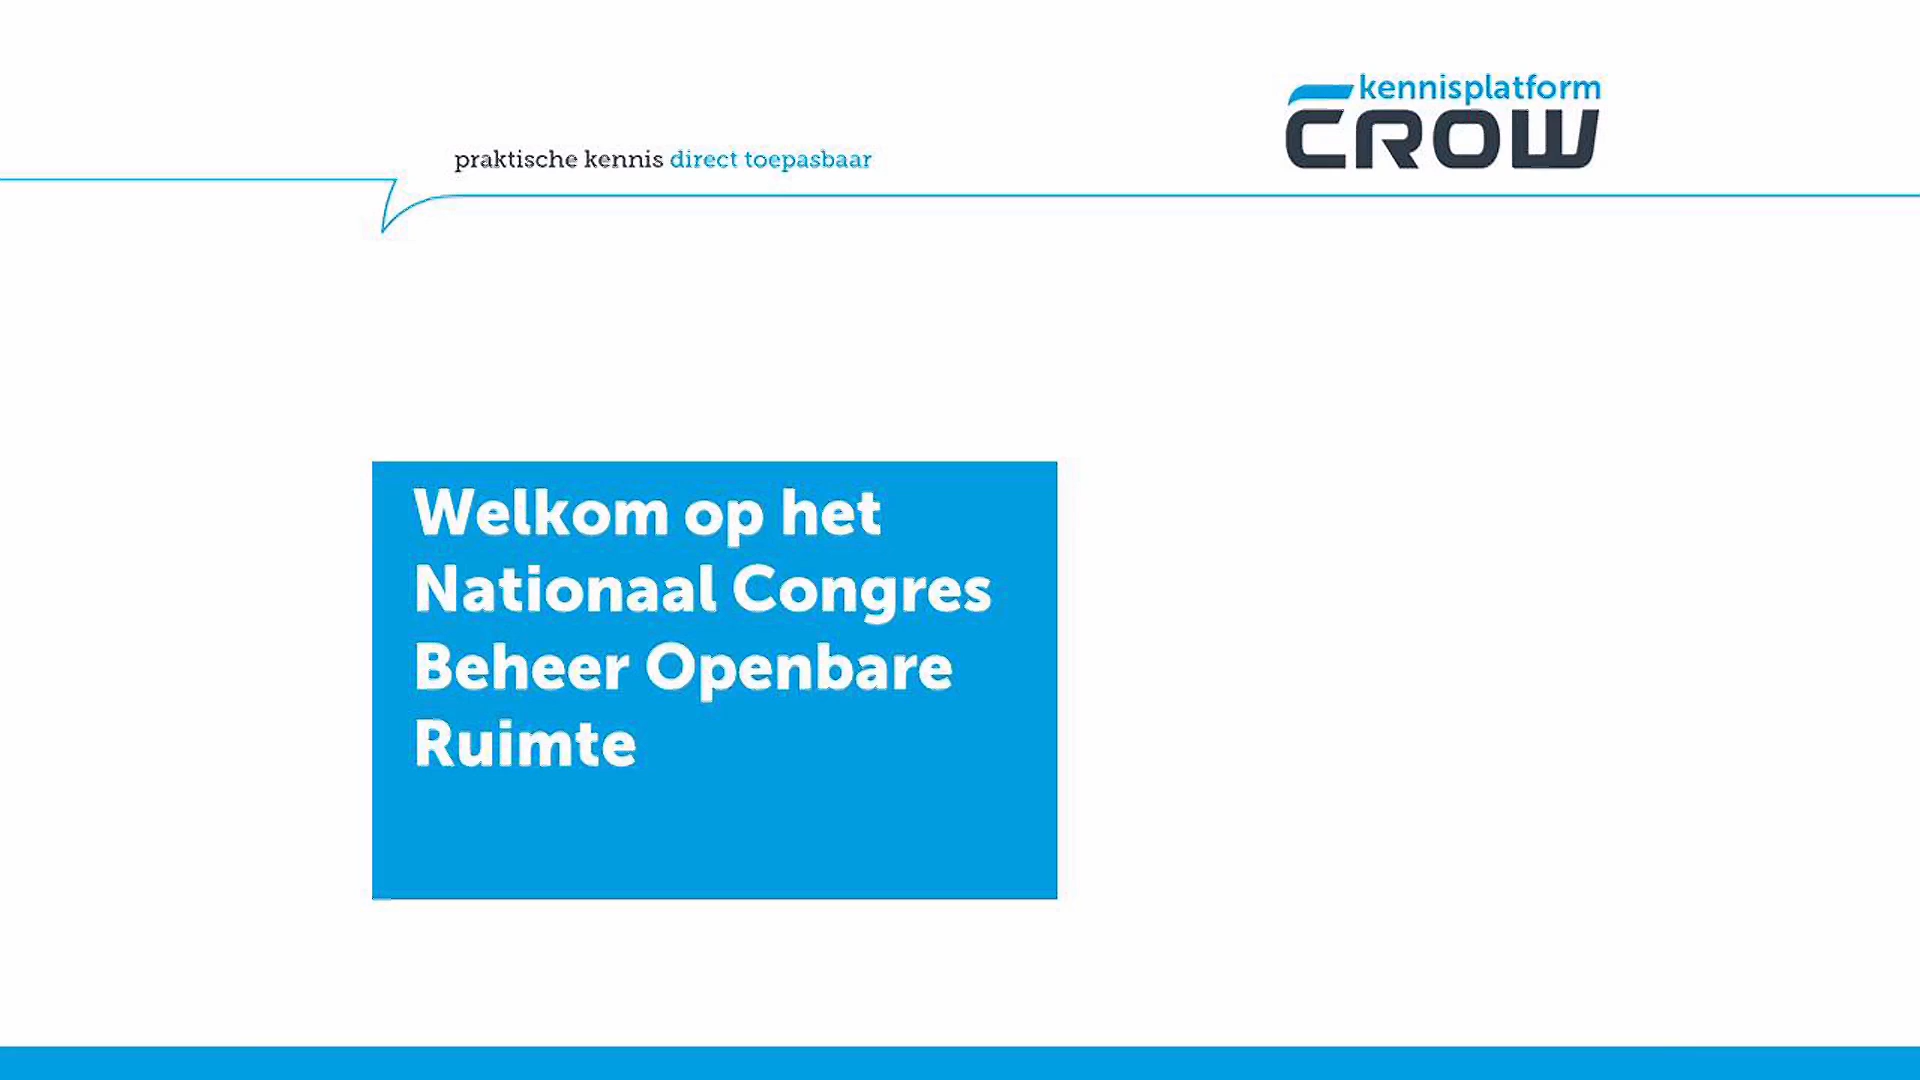 kennisplatform
CROW
praktische kennis direct toepasbaar
Welkom op het
Nationaal Congres
Beheer Openbare
Ruimte